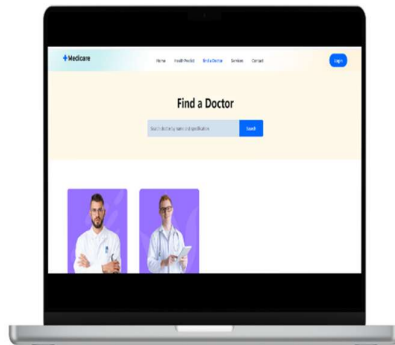 Medicare
Home Find a Doctor Services Contact
Login
Find a Doctor
Search